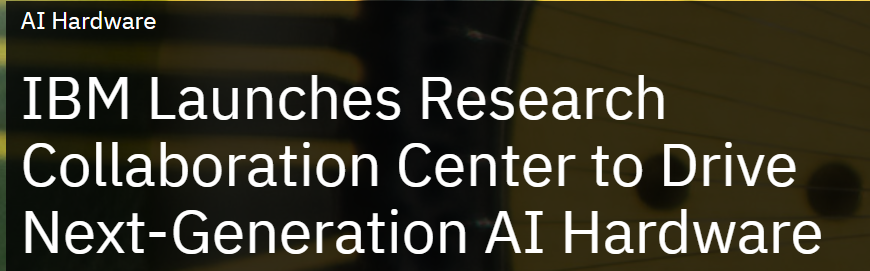 AI Hardware
IBM Launches Research
Collaboration Center to Drive
Next-Generation AI Hardware